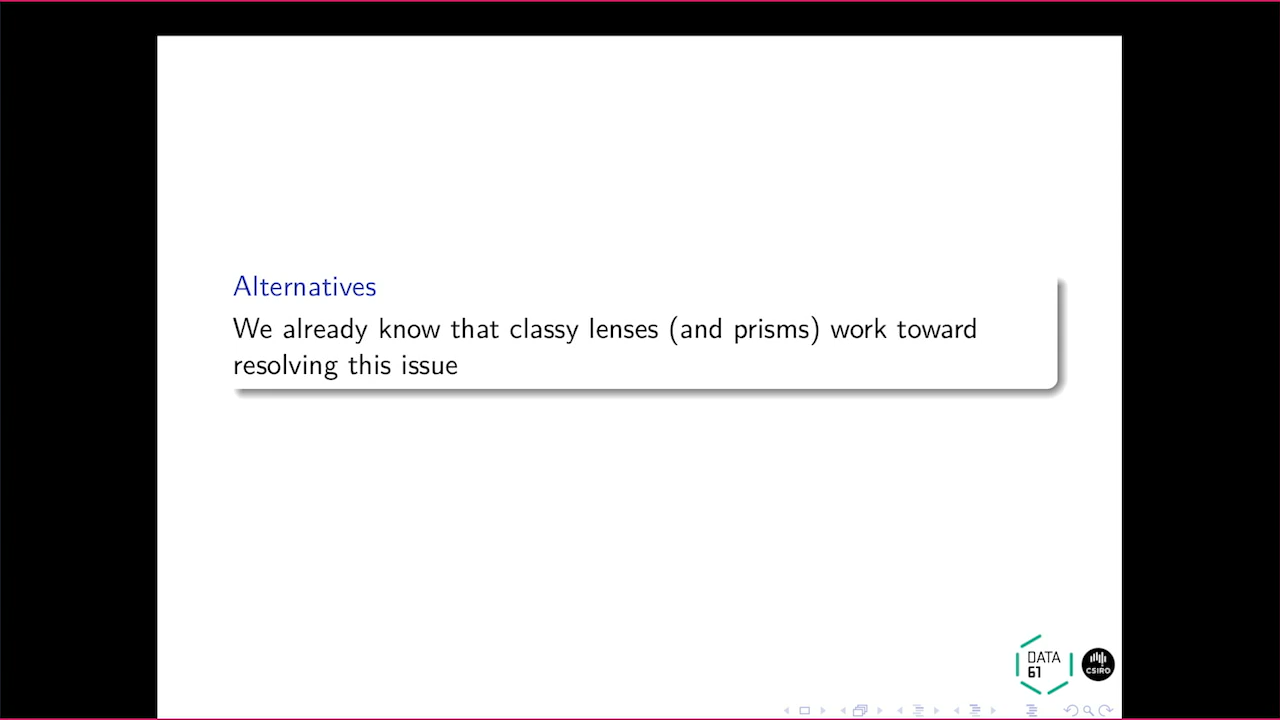 Alternatives
We already know that classy lenses (and prisms) work toward
resolving this issue
DATA
61
CSIRO